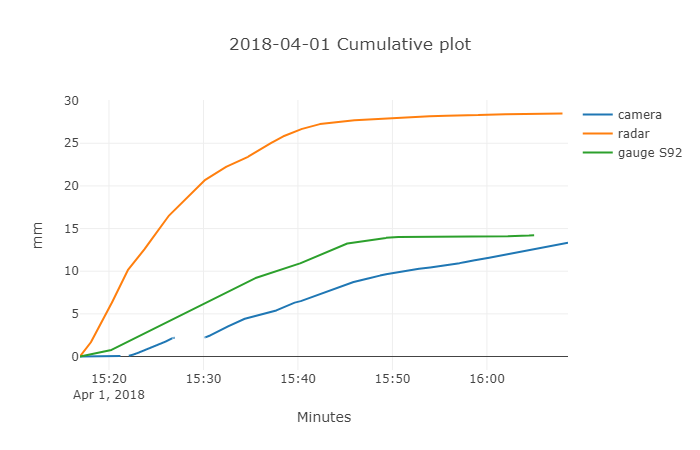 2018-04-01 Cumulative plot
30
25
20
15
10
5
0
mm
15:20
15:30
15:40
15:50
16:00
Apr 1, 2018
Minutes
camera
radar
gauge S92